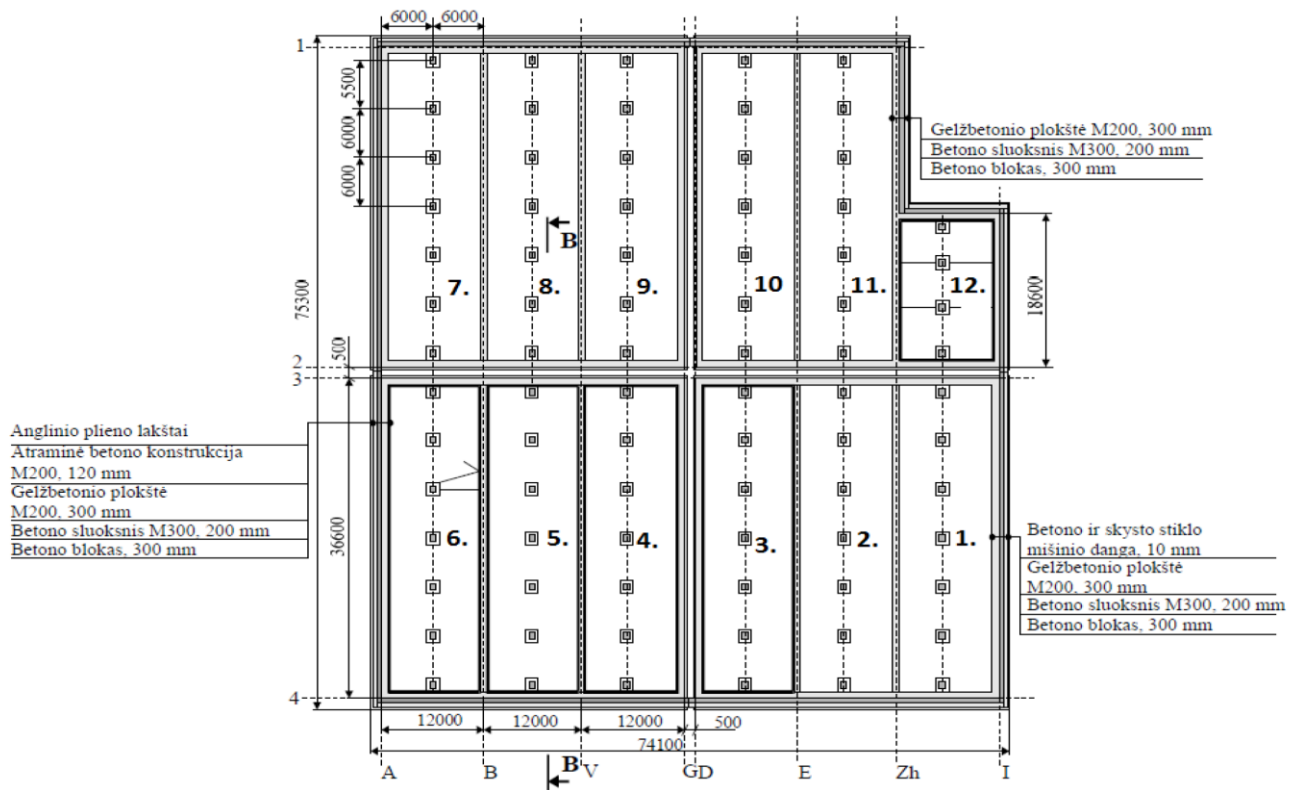 6000 6000
1
5500
6000
6000
Gelžbetonio plokštė M200, 300 mm
Betono sluoksnis M300, 200 mm
Betono blokas, 300 mm
B
7. 8. 9. 10 11. 12.
75300
18600
500
2
3
Anglinio plieno lakštai
Atraminė betono konstrukcija
M200, 120 mm
Gelžbetonio plokštė
M200, 300 mm
Betono sluoksnis M300, 200 mm
Betono blokas, 300 mm
36600
6. 5. 4. 3. 2. 1.
Betono ir skysto stiklo
mišinio danga, 10 mm
Gelžbetonio plokštė
M200, 300 mm
Betono sluoksnis M300, 200 mm
Betono blokas, 300 mm
4
12000 12000 12000 500
74100
B
A B V G D E Zh I